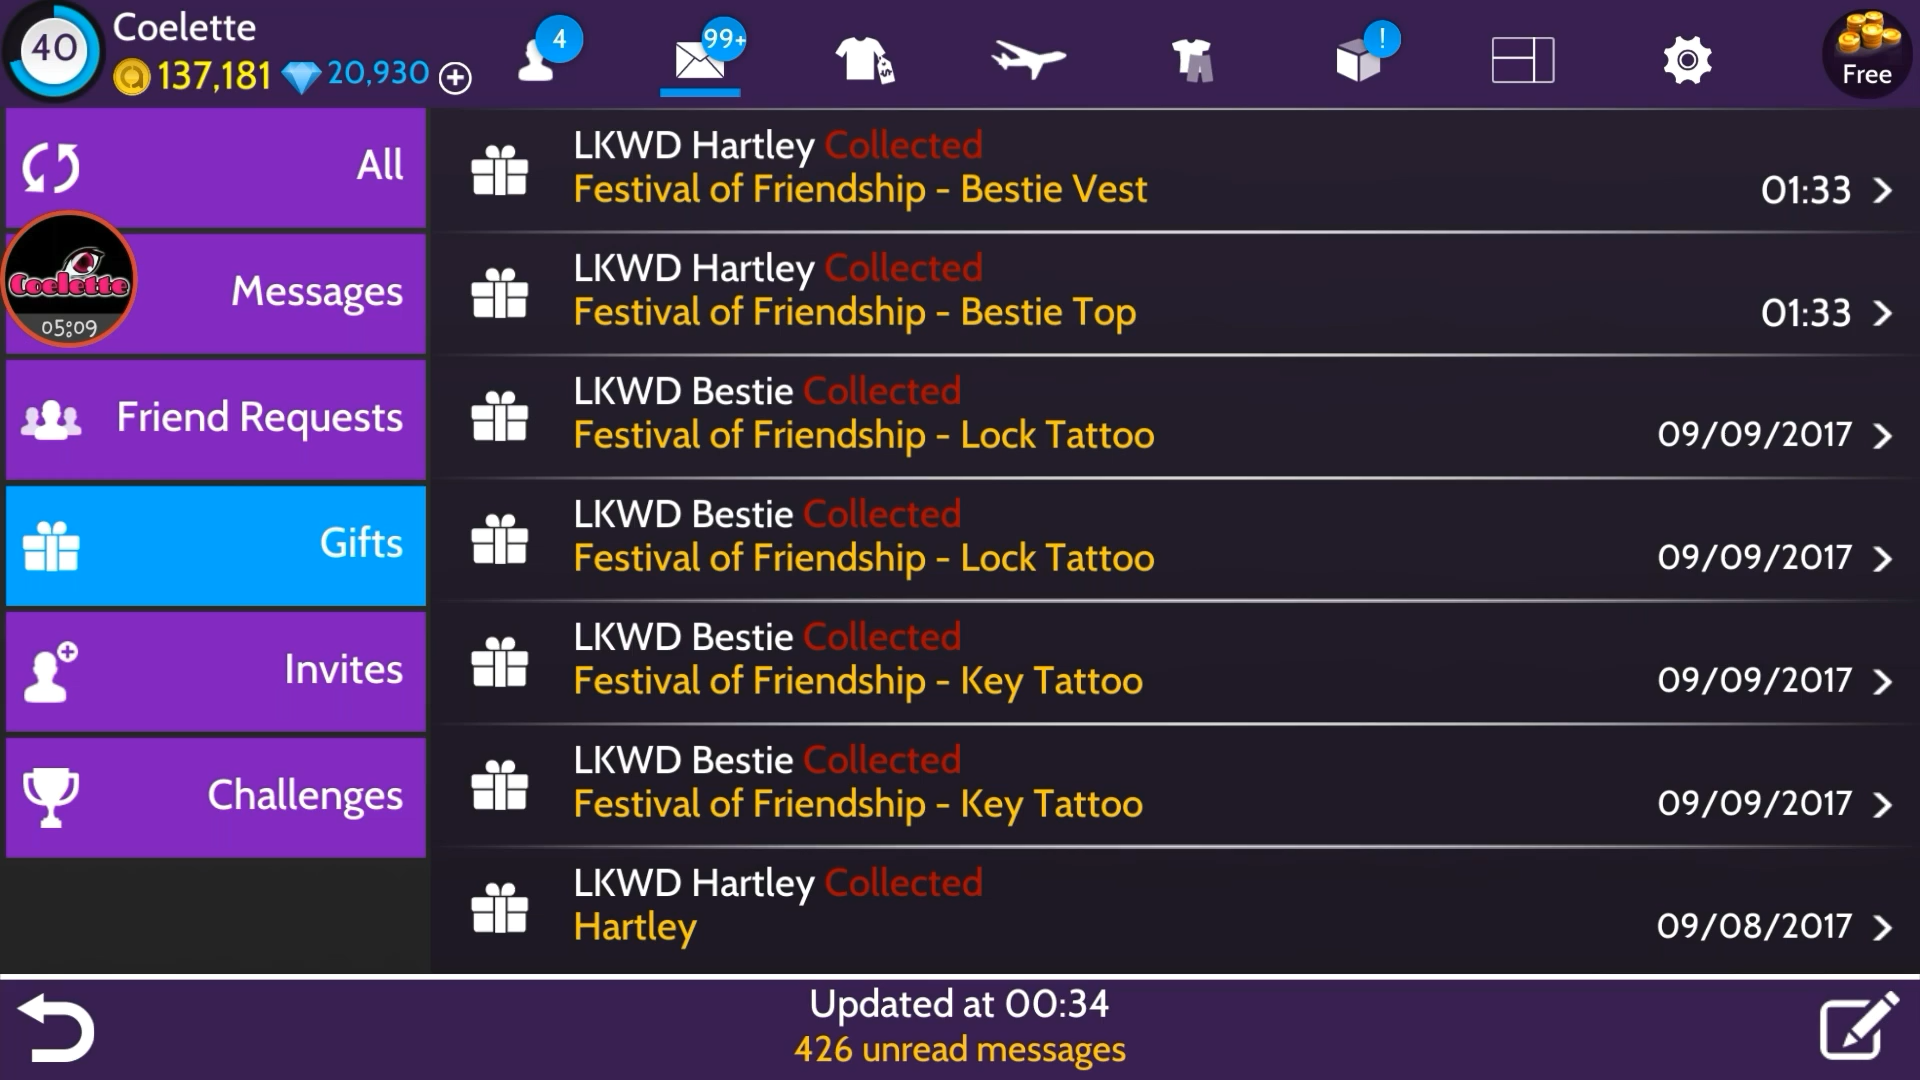 40
Coelette
137,181
20,930
4
99+
!
Free
All
Coelette
05:09
Messages
Friend Requests
Gifts
Invites
Challenges
LKWD Hartley Collected
Festival of Friendship - Bestie Vest
01:33
LKWD Hartley Collected
Festival of Friendship - Bestie Top
01:33
LKWD Bestie Collected
Festival of Friendship - Lock Tattoo
09/09/2017
LKWD Bestie Collected
Festival of Friendship - Lock Tattoo
09/09/2017
LKWD Bestie Collected
Festival of Friendship - Key Tattoo
09/09/2017
LKWD Bestie Collected
Festival of Friendship - Key Tattoo
09/09/2017
LKWD Hartley Collected
Hartley
09/08/2017
Updated at 00:34
426 unread messages